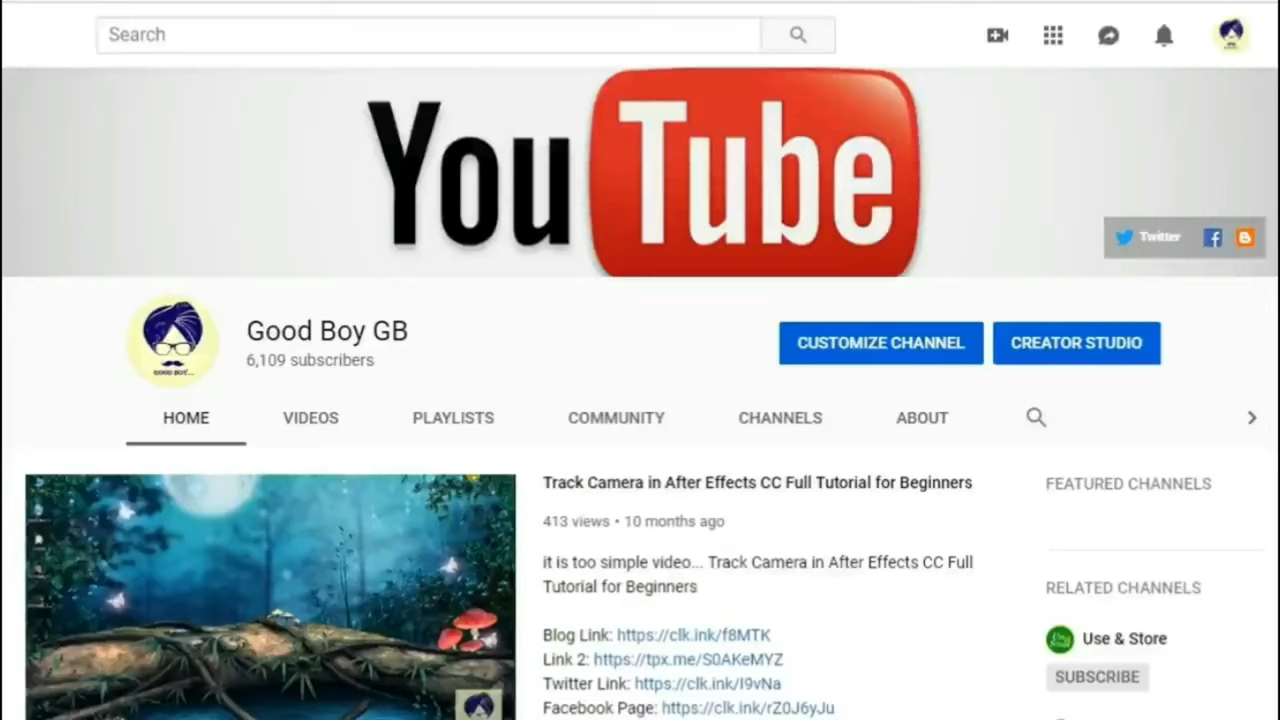 Search
YouTube
Twitter
Good Boy GB
6,109 subscribers
CUSTOMIZE CHANNEL
CREATOR STUDIO
GOOD BOY...
HOME
VIDEOS
PLAYLISTS
COMMUNITY
CHANNELS
ABOUT
Track Camera in After Effects CC Full Tutorial for Beginners
413 views • 10 months ago
it is too simple video... Track Camera in After Effects CC Full
Tutorial for Beginners
Blog Link: https://clk.ink/f8MTK
Link 2: https://tpx.me/S0AKeMYZ
Twitter Link: https://clk.ink/I9vNa
Facebook Page: https://clk.ink/rZ0J6yJu
FEATURED CHANNELS
RELATED CHANNELS
Use & Store
SUBSCRIBE